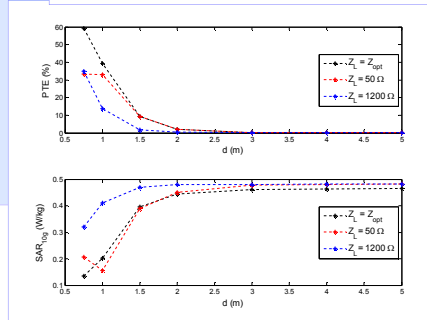 60
50
40
30
20
10
0
PTE (%)
0.5 1 1.5 2 2.5 3 3.5 4 4.5 5
d (m)
Z_L = Z_opt
Z_L = 50 Ω
Z_L = 1200 Ω
0.5
0.4
0.3
0.2
0.1
SAR_10g (W/kg)
0.5 1 1.5 2 2.5 3 3.5 4 4.5 5
d (m)
Z_L = Z_opt
Z_L = 50 Ω
Z_L = 1200 Ω